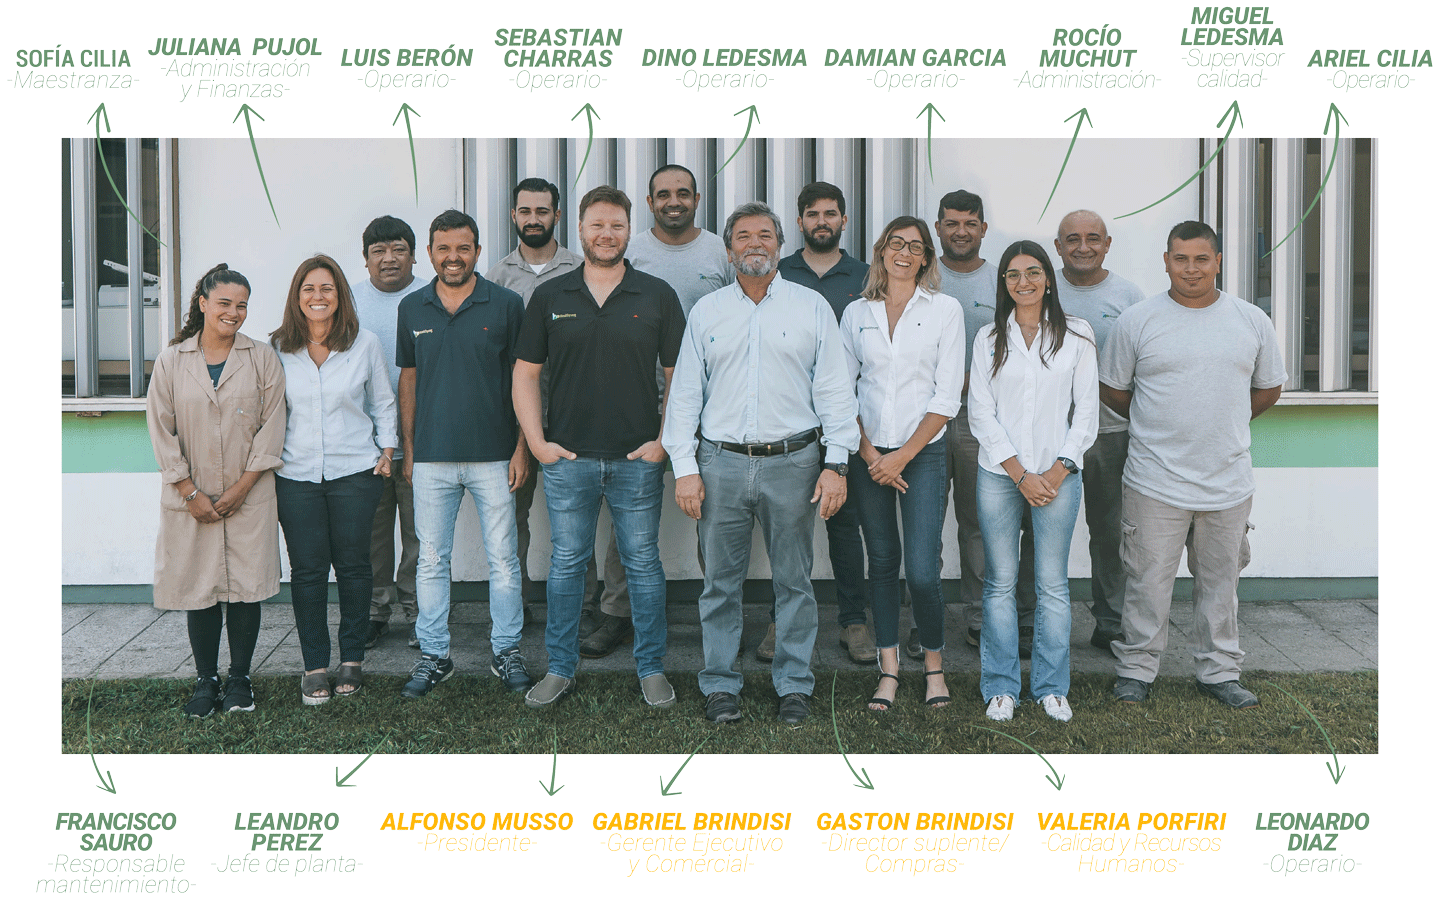 SOFÍA CILIA
-Maestranza-
JULIANA PUJOL
-Administración
y Finanzas-
LUIS BERÓN
-Operario-
SEBASTIAN
CHARRAS
-Operario-
DINO LEDESMA
-Operario-
DAMIAN GARCIA
-Operario-
ROCÍO
MUCHUT
-Administración-
MIGUEL
LEDESMA
-Supervisor
calidad-
ARIEL CILIA
-Operario-
FRANCISCO
SAURO
-Responsable
mantenimiento-
LEANDRO
PEREZ
-Jefe de planta-
ALFONSO MUSSO
-Presidente-
GABRIEL BRINDISI
-Gerente Ejecutivo
y Comercial-
GASTON BRINDISI
-Director suplente/
Compras-
VALERIA PORFIRI
-Calidad y Recursos
Humanos-
LEONARDO
DIAZ
-Operario-